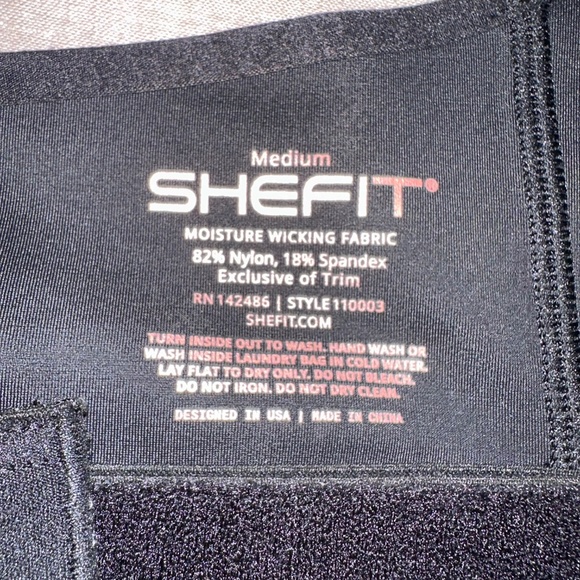 Medium
SHEFIT®
MOISTURE WICKING FABRIC
82% Nylon, 18% Spandex
Exclusive of Trim
RN 142486 | STYLE 110003
SHEFIT.COM
TURN INSIDE OUT TO WASH. HAND WASH OR
WASH INSIDE LAUNDRY BAG IN COLD WATER.
LAY FLAT TO DRY ONLY. DO NOT BLEACH.
DO NOT IRON. DO NOT DRY CLEAN.
DESIGNED IN USA | MADE IN CHINA